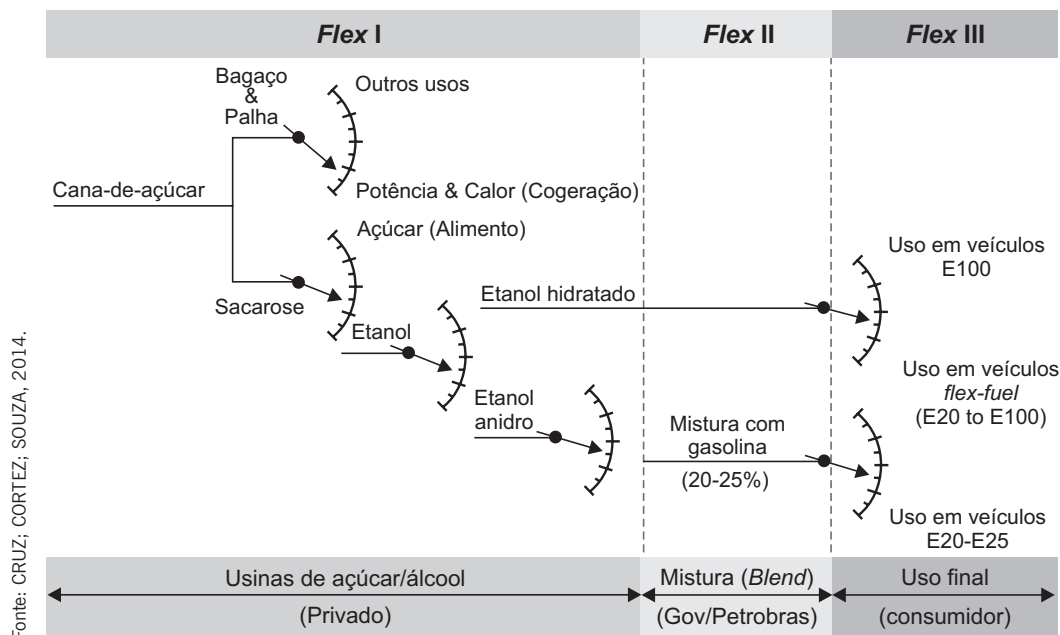 Flex I
Flex II
Flex III
Bagaço
&
Palha
Outros usos
Cana-de-açúcar
Potência & Calor (Cogeração)
Açúcar (Alimento)
Sacarose
Etanol
Etanol hidratado
Etanol
anidro
Mistura com
gasolina
(20-25%)
Uso em veículos
E100
Uso em veículos
flex-fuel
(E20 to E100)
Uso em veículos
E20-E25
Usinas de açúcar/álcool
(Privado)
Mistura (Blend)
(Gov/Petrobras)
Uso final
(consumidor)
Fonte: CRUZ; CORTEZ; SOUZA, 2014.